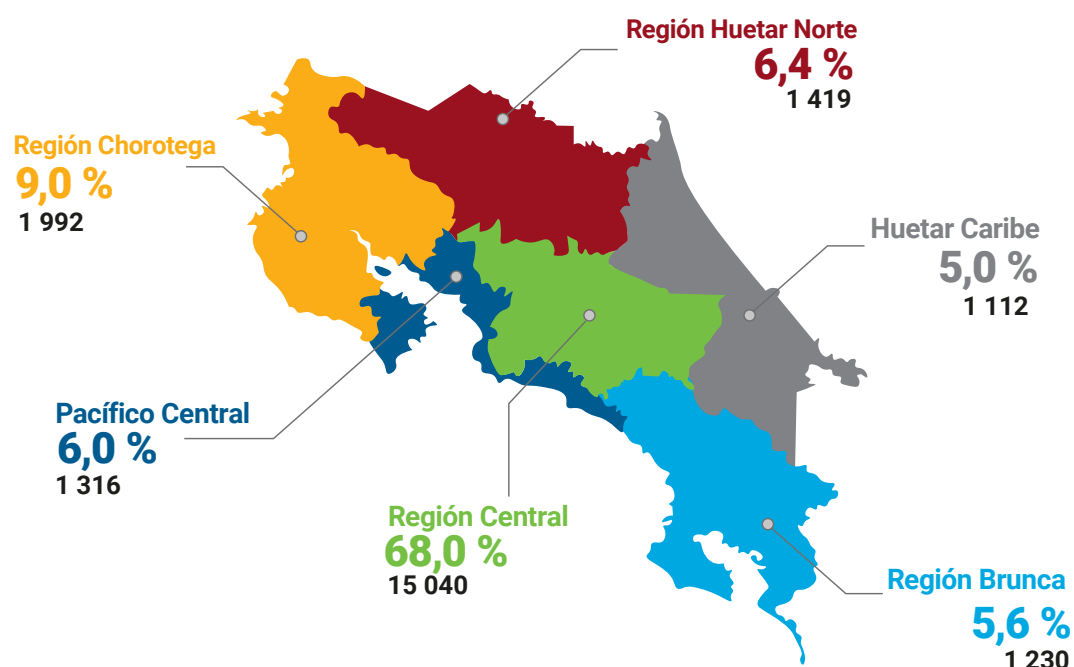 Región Huetar Norte
6,4 %
1 419
Región Chorotega
9,0 %
1 992
Huetar Caribe
5,0 %
1 112
Pacífico Central
6,0 %
1 316
Región Central
68,0 %
15 040
Región Brunca
5,6 %
1 230